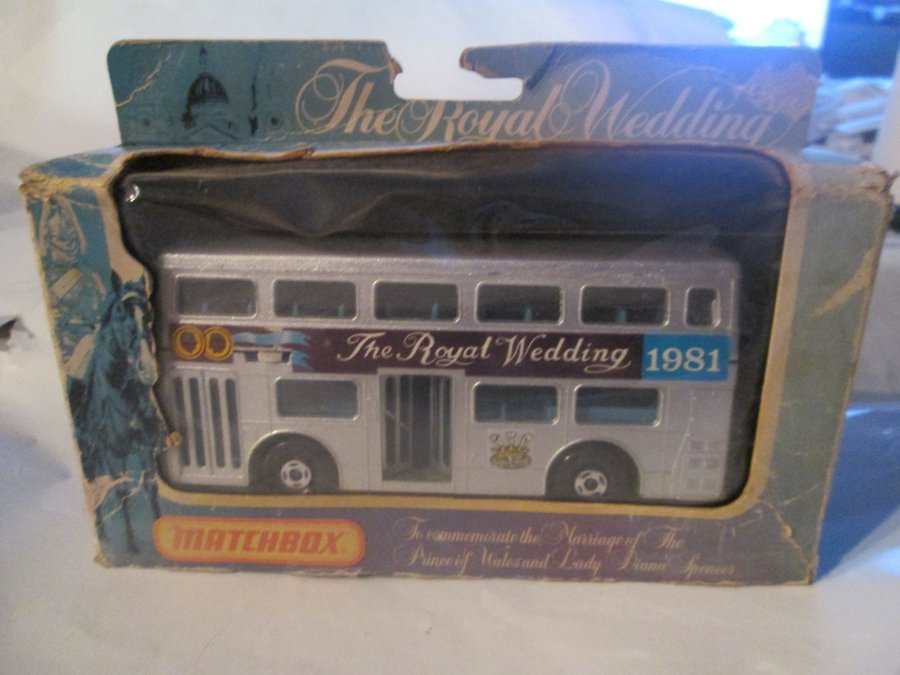 The Royal Wedding
The Royal Wedding 1981
MATCHBOX
To commemorate the Marriage of The
Prince of Wales and Lady Diana Spencer